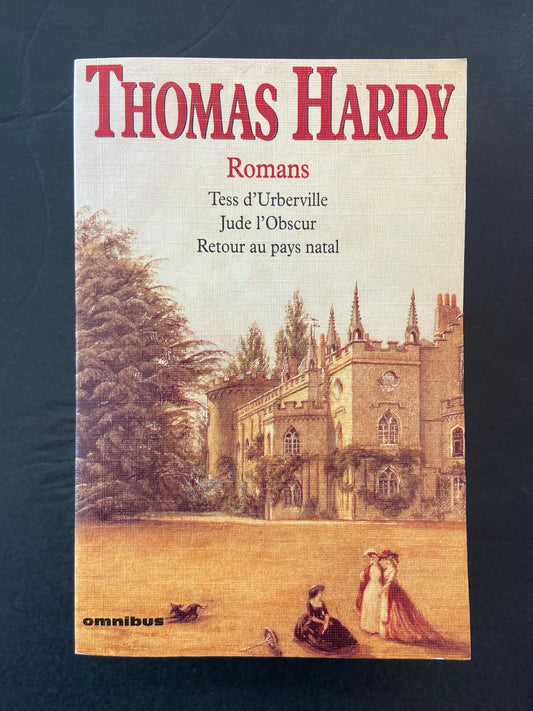 THOMAS HARDY
Romans
Tess d'Urberville
Jude l'Obscur
Retour au pays natal
omnibus